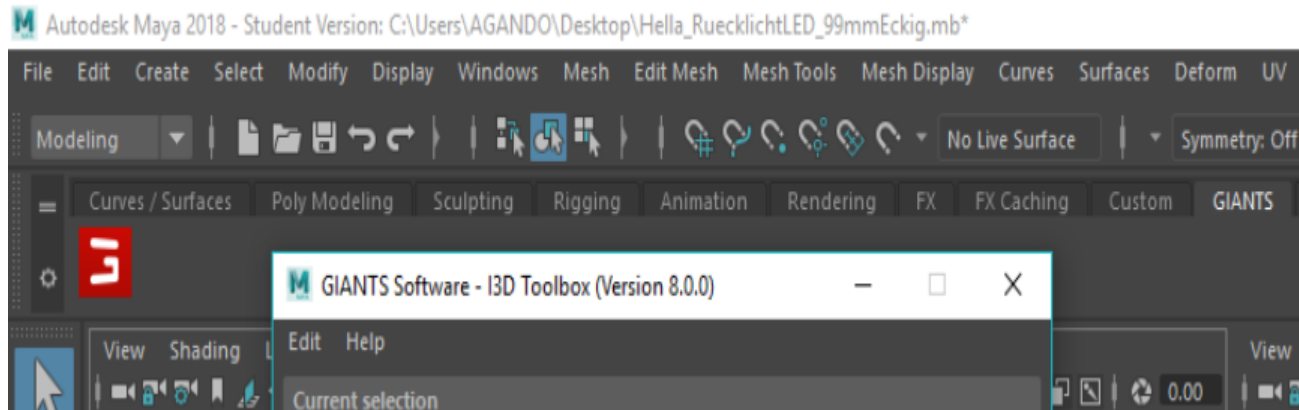 Autodesk Maya 2018 - Student Version: C:\Users\AGANDO\Desktop\Hella_RuecklichtLED_99mmEckig.mb*
File Edit Create Select Modify Display Windows Mesh Edit Mesh Mesh Tools Mesh Display Curves Surfaces Deform UV
Modeling No Live Surface Symmetry: Off
Curves / Surfaces Poly Modeling Sculpting Rigging Animation Rendering FX FX Caching Custom GIANTS
GIANTS Software - I3D Toolbox (Version 8.0.0)
Edit Help
View Shading View
0.00
Current selection